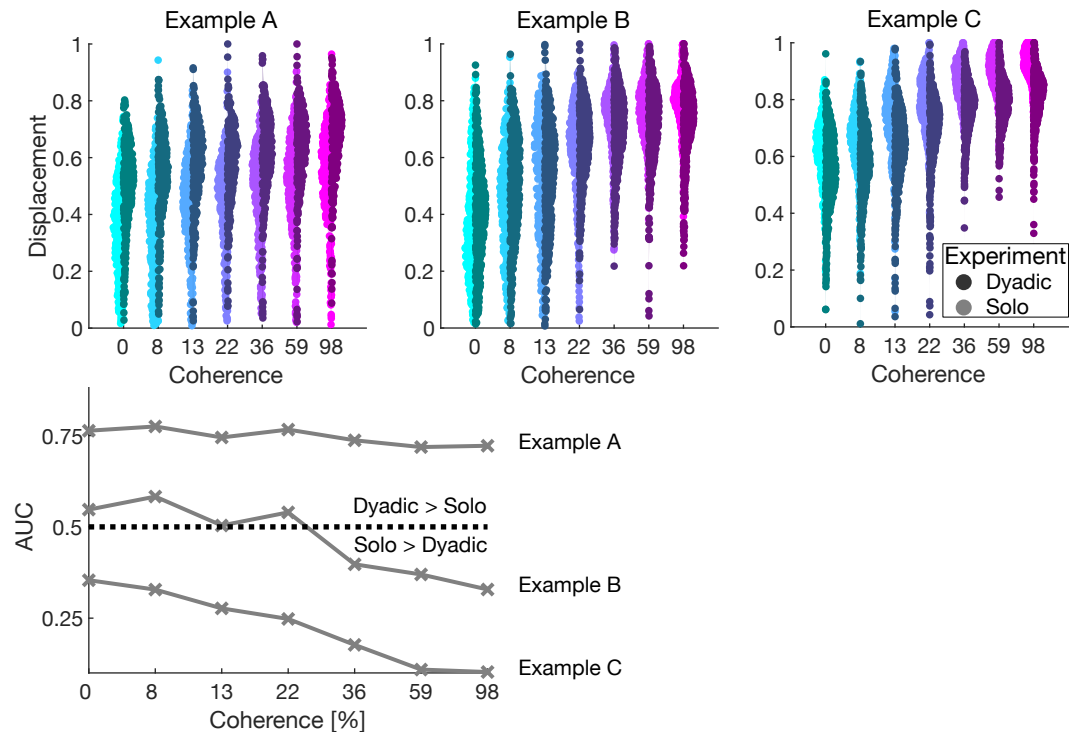 Example A
Example B
Example C
Displacement
1
0.8
0.6
0.4
0.2
0
0 8 13 22 36 59 98
Coherence
1
0.8
0.6
0.4
0.2
0
0 8 13 22 36 59 98
Coherence
1
0.8
0.6
0.4
0.2
0
0 8 13 22 36 59 98
Coherence
Experiment
Dyadic
Solo
AUC
0.75
0.5
0.25
Example A
Dyadic > Solo
Solo > Dyadic
Example B
Example C
0 8 13 22 36 59 98
Coherence [%]